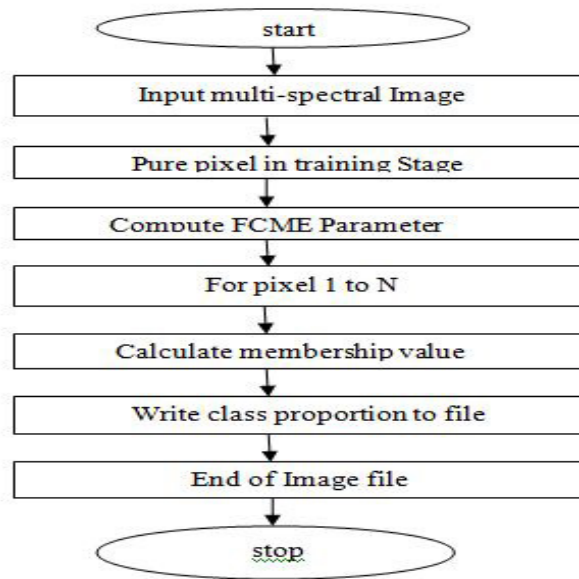 start
Input multi-spectral Image
Pure pixel in training Stage
Compute FCME Parameter
For pixel 1 to N
Calculate membership value
Write class proportion to file
End of Image file
stop